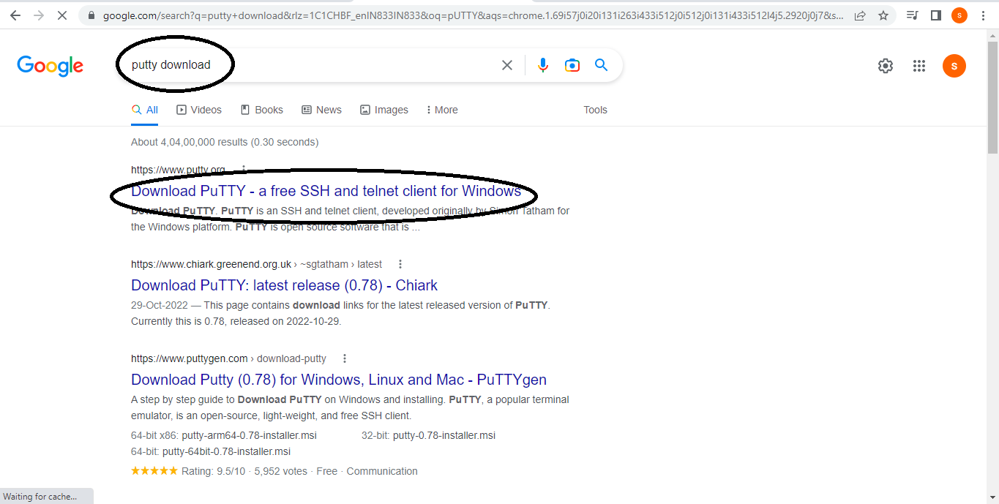 google.com/search?q=putty+download&rlz=1C1CHBF_enIN833IN833&oq=pUTTY&aqs=chrome.1.69i57j0i20i131i263i433i512j0i512j0i131i433i512l4j5.2920j0j7&s...
S
Google
putty download
S
All
Videos
Books
News
Images
More
Tools
About 4,04,00,000 results (0.30 seconds)
https://www.putty.org
Download PuTTY - a free SSH and telnet client for Windows
Download PuTTY. PuTTY is an SSH and telnet client, developed originally by Simon Tatham for
the Windows platform. PuTTY is open source software that is ...
https://www.chiark.greenend.org.uk › ~sgtatham › latest
Download PuTTY: latest release (0.78) - Chiark
29-Oct-2022 — This page contains download links for the latest released version of PuTTY.
Currently this is 0.78, released on 2022-10-29.
https://www.puttygen.com › download-putty
Download Putty (0.78) for Windows, Linux and Mac - PuTTYgen
A step by step guide to Download PuTTY on Windows and installing. PuTTY, a popular terminal
emulator, is an open-source, light-weight, and free SSH client.
64-bit x86: putty-arm64-0.78-installer.msi
32-bit: putty-0.78-installer.msi
64-bit: putty-64bit-0.78-installer.msi
Rating: 9.5/10 · 5,952 votes · Free · Communication
Waiting for cache...